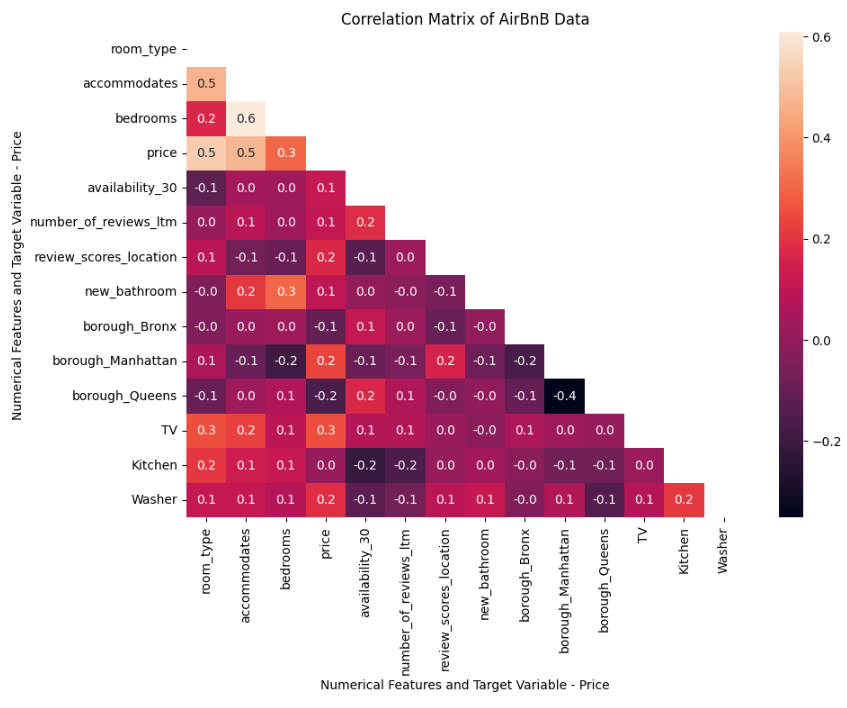 Correlation Matrix of AirBnB Data
Numerical Features and Target Variable - Price
room_type
accommodates 0.5
bedrooms 0.2 0.6
price 0.5 0.5 0.3
availability_30 -0.1 0.0 0.0 0.1
number_of_reviews_ltm 0.0 0.1 0.0 0.1 0.2
review_scores_location 0.1 -0.1 -0.1 0.2 -0.1 0.0
new_bathroom -0.0 0.2 0.3 0.1 0.0 -0.0 -0.1
borough_Bronx -0.0 0.0 0.0 -0.1 0.1 0.0 -0.1 -0.0
borough_Manhattan 0.1 -0.1 -0.2 0.2 -0.1 -0.1 0.2 -0.1 -0.2
borough_Queens -0.1 0.0 0.1 -0.2 0.2 0.1 -0.0 -0.0 -0.1 -0.4
TV 0.3 0.2 0.1 0.3 0.1 0.1 0.0 -0.0 0.1 0.0 0.0
Kitchen 0.2 0.1 0.1 0.0 -0.2 -0.2 0.0 0.0 -0.0 -0.1 -0.1 0.0
Washer 0.1 0.1 0.1 0.2 -0.1 -0.1 0.1 0.1 -0.0 0.1 -0.1 0.1 0.2
room_type
accommodates
bedrooms
price
availability_30
number_of_reviews_ltm
review_scores_location
new_bathroom
borough_Bronx
borough_Manhattan
borough_Queens
TV
Kitchen
Washer
Numerical Features and Target Variable - Price
0.6
0.4
0.2
0.0
−0.2